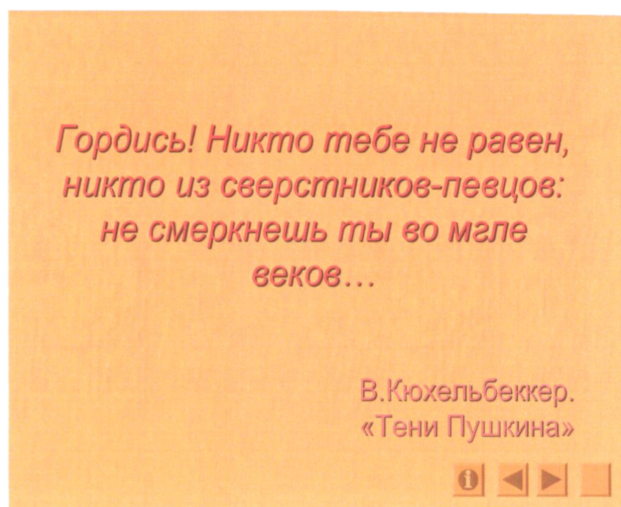 Гордись! Никто тебе не равен,
никто из сверстников-певцов:
не смеркнешь ты во мгле
веков…
В.Кюхельбеккер.
«Тени Пушкина»